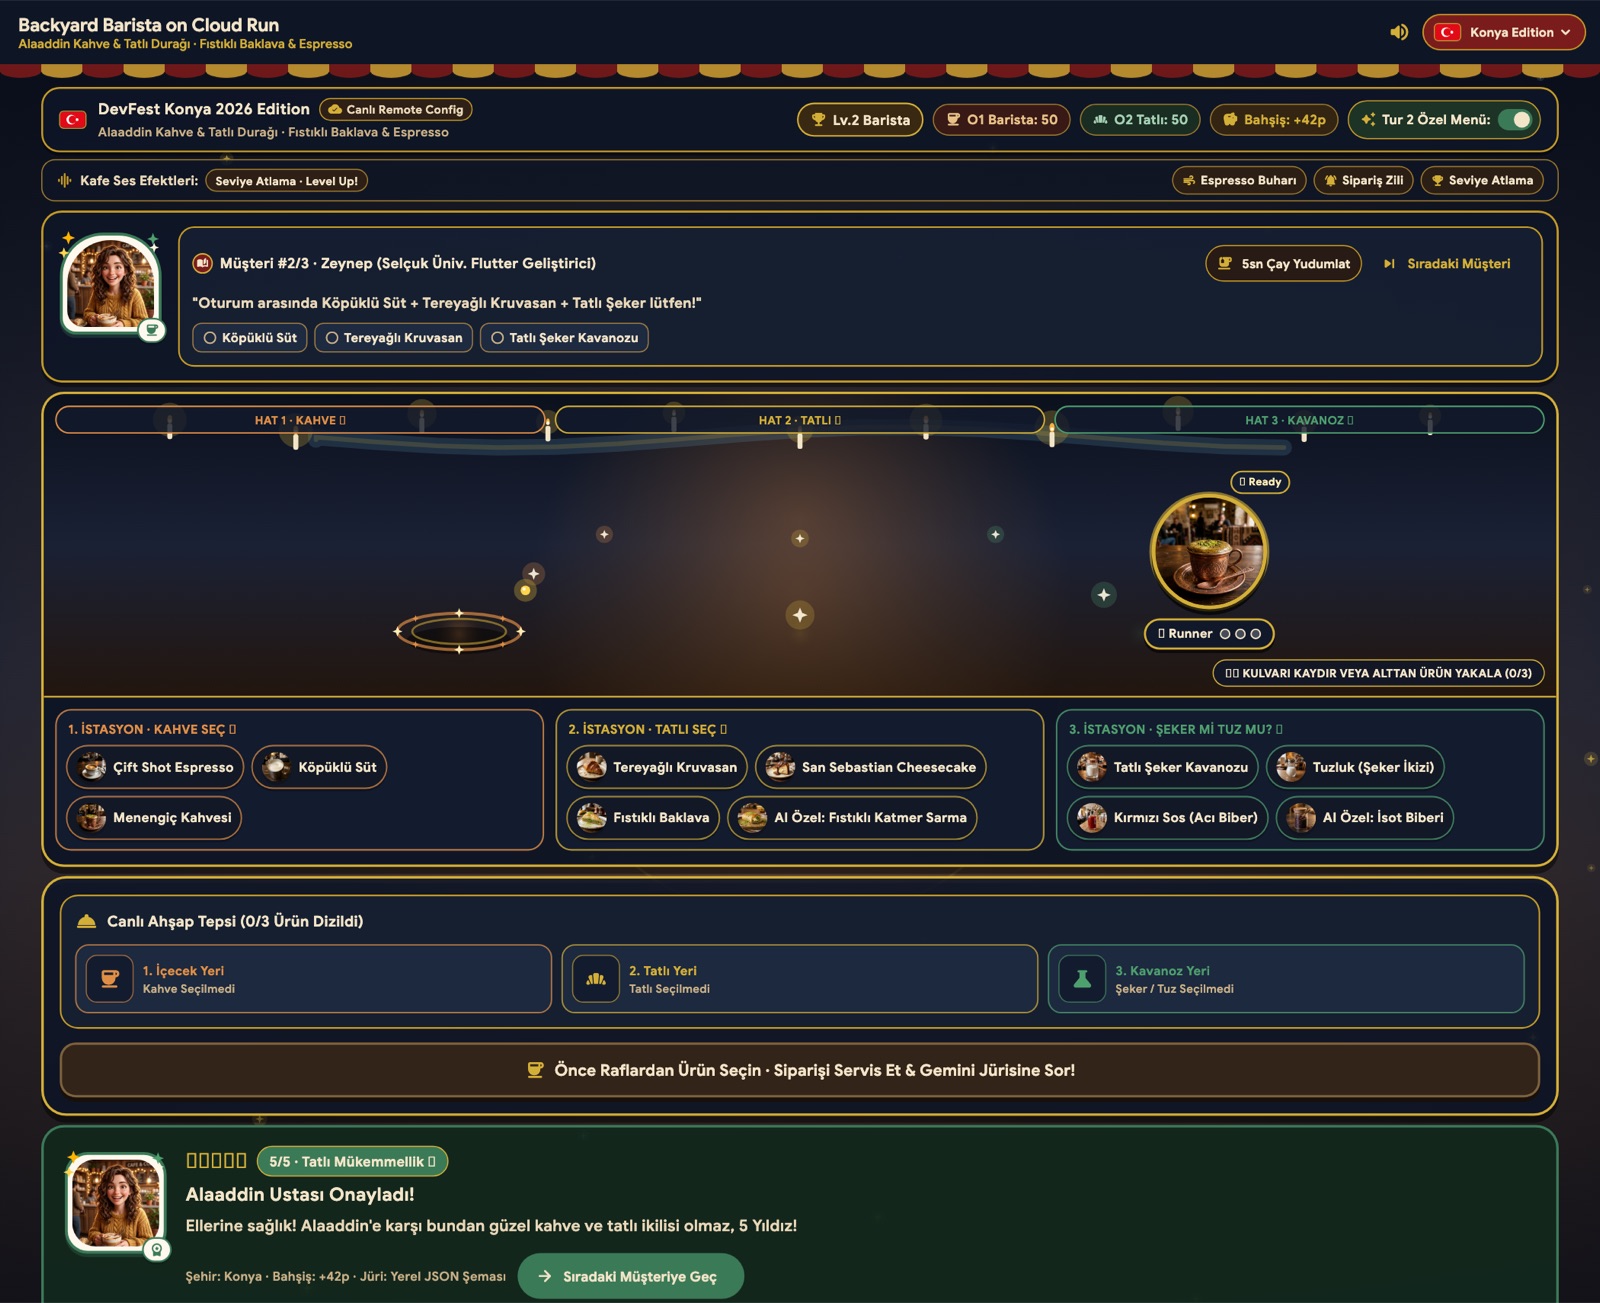 Backyard Barista on Cloud Run
Alaaddin Kahve & Tatlı Durağı · Fıstıklı Baklava & Espresso
Konya Edition
DevFest Konya 2026 Edition
Canlı Remote Config
Alaaddin Kahve & Tatlı Durağı · Fıstıklı Baklava & Espresso
Lv.2 Barista
O1 Barista: 50
O2 Tatlı: 50
Bahşiş: +42p
Tur 2 Özel Menü:
Kafe Ses Efektleri:
Seviye Atlama · Level Up!
Espresso Buharı
Sipariş Zili
Seviye Atlama
Müşteri #2/3 · Zeynep (Selçuk Üniv. Flutter Geliştirici)
5sn Çay Yudumlat
Sıradaki Müşteri
"Oturum arasında Köpüklü Süt + Tereyağlı Kruvasan + Tatlı Şeker lütfen!"
Köpüklü Süt
Tereyağlı Kruvasan
Tatlı Şeker Kavanozu
HAT 1 · KAHVE
HAT 2 · TATLI
HAT 3 · KAVANOZ
Ready
Runner
KULVARI KAYDIR VEYA ALTTAN ÜRÜN YAKALA (0/3)
1. İSTASYON · KAHVE SEÇ
Çift Shot Espresso
Köpüklü Süt
Menengiç Kahvesi
2. İSTASYON · TATLI SEÇ
Tereyağlı Kruvasan
San Sebastian Cheesecake
Fıstıklı Baklava
AI Özel: Fıstıklı Katmer Sarma
3. İSTASYON · ŞEKER Mİ TUZ MU?
Tatlı Şeker Kavanozu
Tuzluk (Şeker İkizi)
Kırmızı Sos (Acı Biber)
AI Özel: İsot Biberi
Canlı Ahşap Tepsi (0/3 Ürün Dizildi)
1. İçecek Yeri
Kahve Seçilmedi
2. Tatlı Yeri
Tatlı Seçilmedi
3. Kavanoz Yeri
Şeker / Tuz Seçilmedi
Önce Raflardan Ürün Seçin · Siparişi Servis Et & Gemini Jürisine Sor!
5/5 · Tatlı Mükemmellik
Alaaddin Ustası Onayladı!
Ellerine sağlık! Alaaddin'e karşı bundan güzel kahve ve tatlı ikilisi olmaz, 5 Yıldız!
Şehir: Konya · Bahşiş: +42p · Jüri: Yerel JSON Şeması
Sıradaki Müşteriye Geç